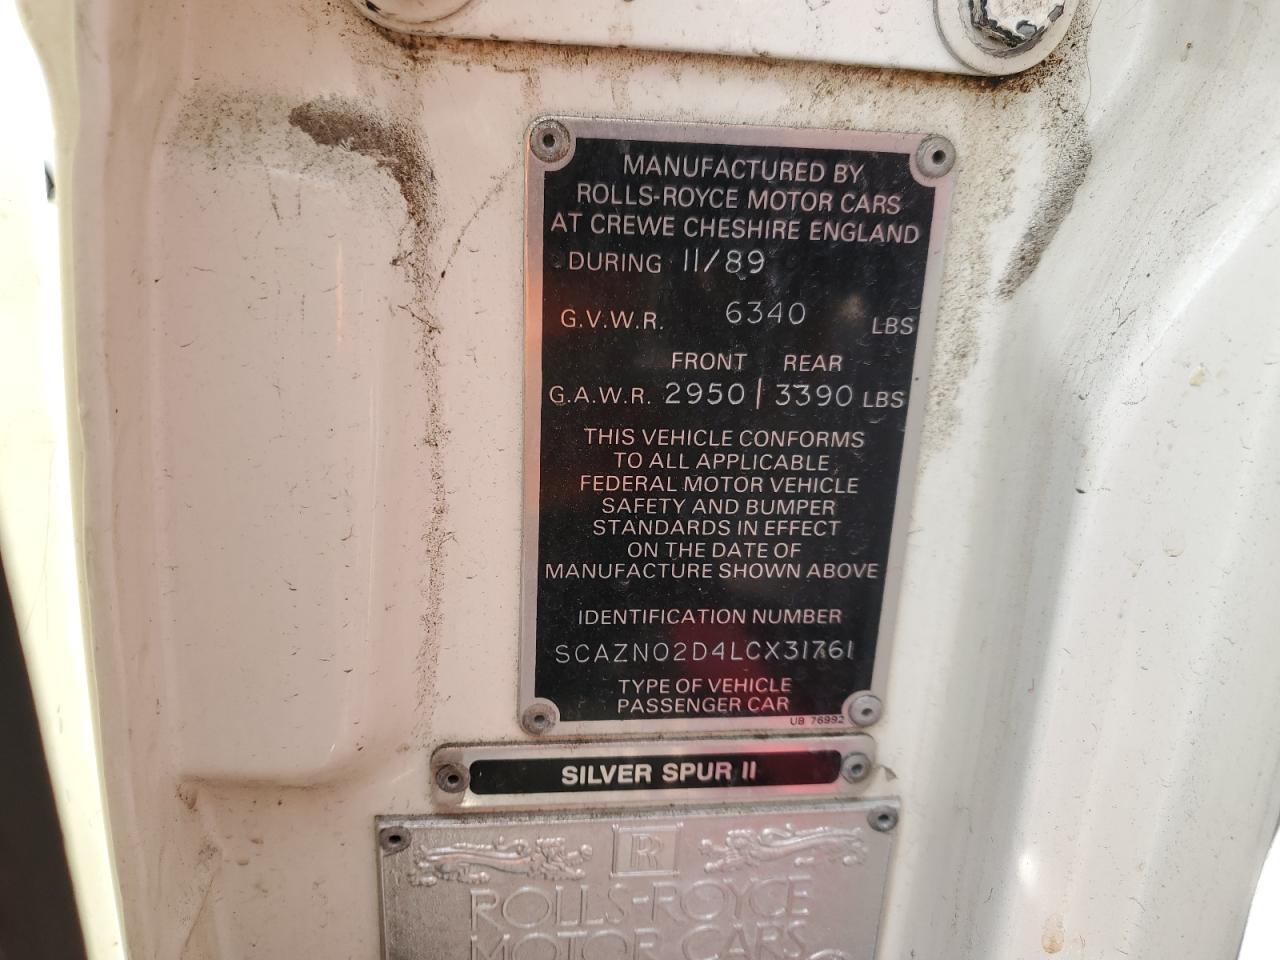 MANUFACTURED BY
ROLLS-ROYCE MOTOR CARS
AT CREWE CHESHIRE ENGLAND
DURING 11/89
G.V.W.R. 6340 LBS
FRONT REAR
G.A.W.R. 2950 | 3390 LBS
THIS VEHICLE CONFORMS
TO ALL APPLICABLE
FEDERAL MOTOR VEHICLE
SAFETY AND BUMPER
STANDARDS IN EFFECT
ON THE DATE OF
MANUFACTURE SHOWN ABOVE
IDENTIFICATION NUMBER
SCAZN02D4LCX31761
TYPE OF VEHICLE
PASSENGER CAR
UB 76992
SILVER SPUR II
R
ROLLS-ROYCE
MOTOR CARS